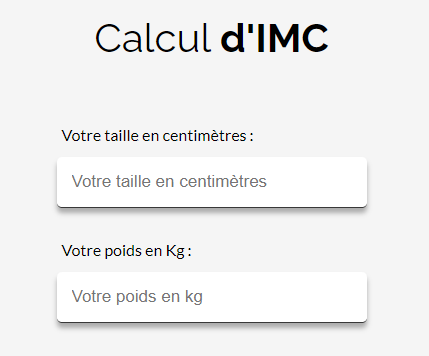 Calcul d'IMC
Votre taille en centimètres :
Votre taille en centimètres
Votre poids en Kg :
Votre poids en kg